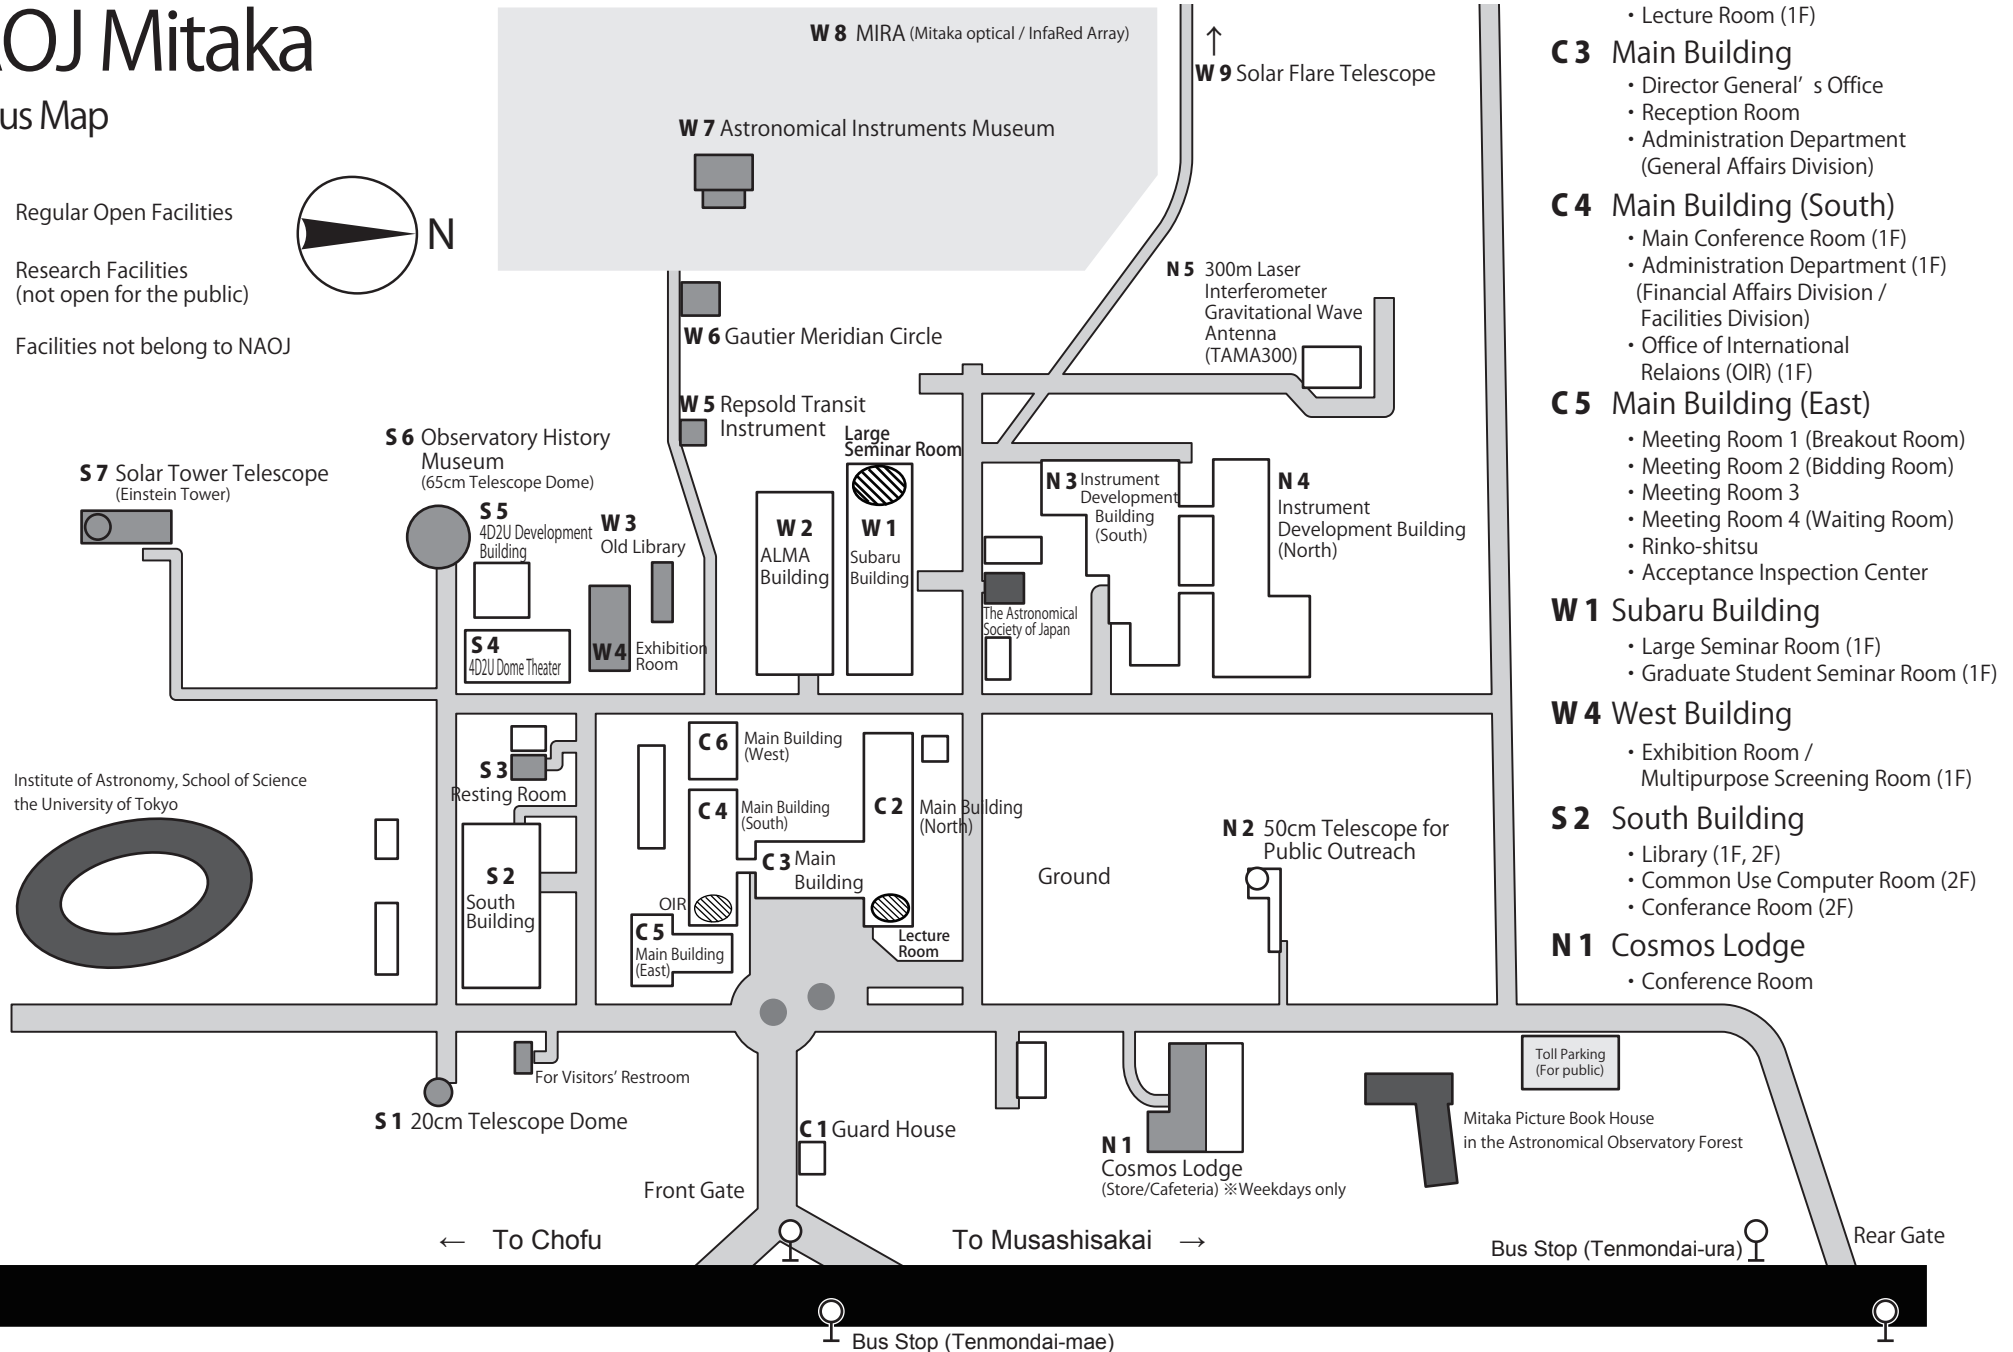 OJ Mitaka
us Map
Regular Open Facilities
Research Facilities
(not open for the public)
Facilities not belong to NAOJ
N
W 8 MIRA (Mitaka optical / InfaRed Array)
↑
W 9 Solar Flare Telescope
W 7 Astronomical Instruments Museum
W 6 Gautier Meridian Circle
N 5 300m Laser
Interferometer
Gravitational Wave
Antenna
(TAMA300)
W 5 Repsold Transit
Instrument
Large
Seminar Room
S 6 Observatory History
Museum
(65cm Telescope Dome)
S 7 Solar Tower Telescope
(Einstein Tower)
S 5
4D2U Development
Building
W 3
Old Library
W 2
ALMA
Building
W 1
Subaru
Building
N 3 Instrument
Development
Building
(South)
N 4
Instrument
Development Building
(North)
The Astronomical
Society of Japan
S 4
4D2U Dome Theater
W 4 Exhibition
Room
S 3
Resting Room
C 6 Main Building
(West)
C 4 Main Building
(South)
C 2 Main Building
(North)
C 3 Main
Building
Institute of Astronomy, School of Science
the University of Tokyo
S 2
South
Building
OIR
C 5
Main Building
(East)
Lecture
Room
Ground
N 2 50cm Telescope for
Public Outreach
For Visitors’ Restroom
S 1 20cm Telescope Dome
C 1 Guard House
N 1
Cosmos Lodge
(Store/Cafeteria) ※Weekdays only
Toll Parking
(For public)
Mitaka Picture Book House
in the Astronomical Observatory Forest
Front Gate
← To Chofu
To Musashisakai →
Bus Stop (Tenmondai-ura)
Rear Gate
Bus Stop (Tenmondai-mae)
・Lecture Room (1F)
C 3 Main Building
・Director General’ s Office
・Reception Room
・Administration Department
(General Affairs Division)
C 4 Main Building (South)
・Main Conference Room (1F)
・Administration Department (1F)
(Financial Affairs Division /
Facilities Division)
・Office of International
Relaions (OIR) (1F)
C 5 Main Building (East)
・Meeting Room 1 (Breakout Room)
・Meeting Room 2 (Bidding Room)
・Meeting Room 3
・Meeting Room 4 (Waiting Room)
・Rinko-shitsu
・Acceptance Inspection Center
W 1 Subaru Building
・Large Seminar Room (1F)
・Graduate Student Seminar Room (1F)
W 4 West Building
・Exhibition Room /
Multipurpose Screening Room (1F)
S 2 South Building
・Library (1F, 2F)
・Common Use Computer Room (2F)
・Conferance Room (2F)
N 1 Cosmos Lodge
・Conference Room